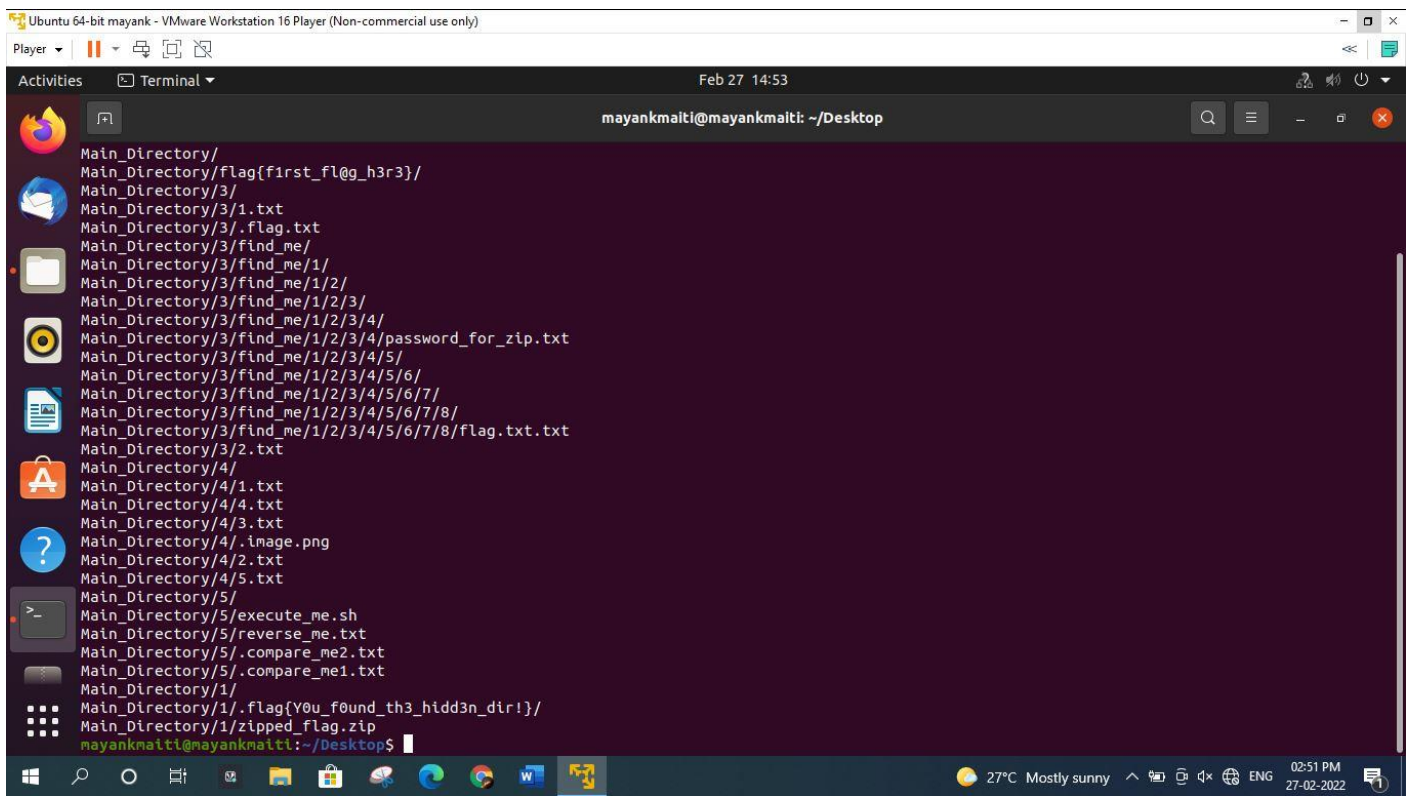 Ubuntu 64-bit mayank - VMware Workstation 16 Player (Non-commercial use only)
Player
Activities Terminal Feb 27 14:53
mayankmaiti@mayankmaiti: ~/Desktop
Main_Directory/
Main_Directory/flag{f1rst_fl@g_h3r3}/
Main_Directory/3/
Main_Directory/3/1.txt
Main_Directory/3/.flag.txt
Main_Directory/3/find_me/
Main_Directory/3/find_me/1/
Main_Directory/3/find_me/1/2/
Main_Directory/3/find_me/1/2/3/
Main_Directory/3/find_me/1/2/3/4/
Main_Directory/3/find_me/1/2/3/4/password_for_zip.txt
Main_Directory/3/find_me/1/2/3/4/5/
Main_Directory/3/find_me/1/2/3/4/5/6/
Main_Directory/3/find_me/1/2/3/4/5/6/7/
Main_Directory/3/find_me/1/2/3/4/5/6/7/8/
Main_Directory/3/find_me/1/2/3/4/5/6/7/8/flag.txt.txt
Main_Directory/3/2.txt
Main_Directory/4/
Main_Directory/4/1.txt
Main_Directory/4/4.txt
Main_Directory/4/3.txt
Main_Directory/4/.image.png
Main_Directory/4/2.txt
Main_Directory/4/5.txt
Main_Directory/5/
Main_Directory/5/execute_me.sh
Main_Directory/5/reverse_me.txt
Main_Directory/5/.compare_me2.txt
Main_Directory/5/.compare_me1.txt
Main_Directory/1/
Main_Directory/1/.flag{Y0u_f0und_th3_hidd3n_dir!}/
Main_Directory/1/zipped_flag.zip
mayankmaiti@mayankmaiti:~/Desktop$
27°C Mostly sunny ENG 02:51 PM
27-02-2022